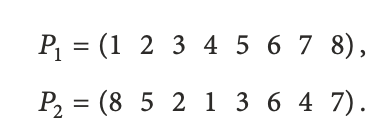 P₁ = (1 2 3 4 5 6 7 8),
P₂ = (8 5 2 1 3 6 4 7).